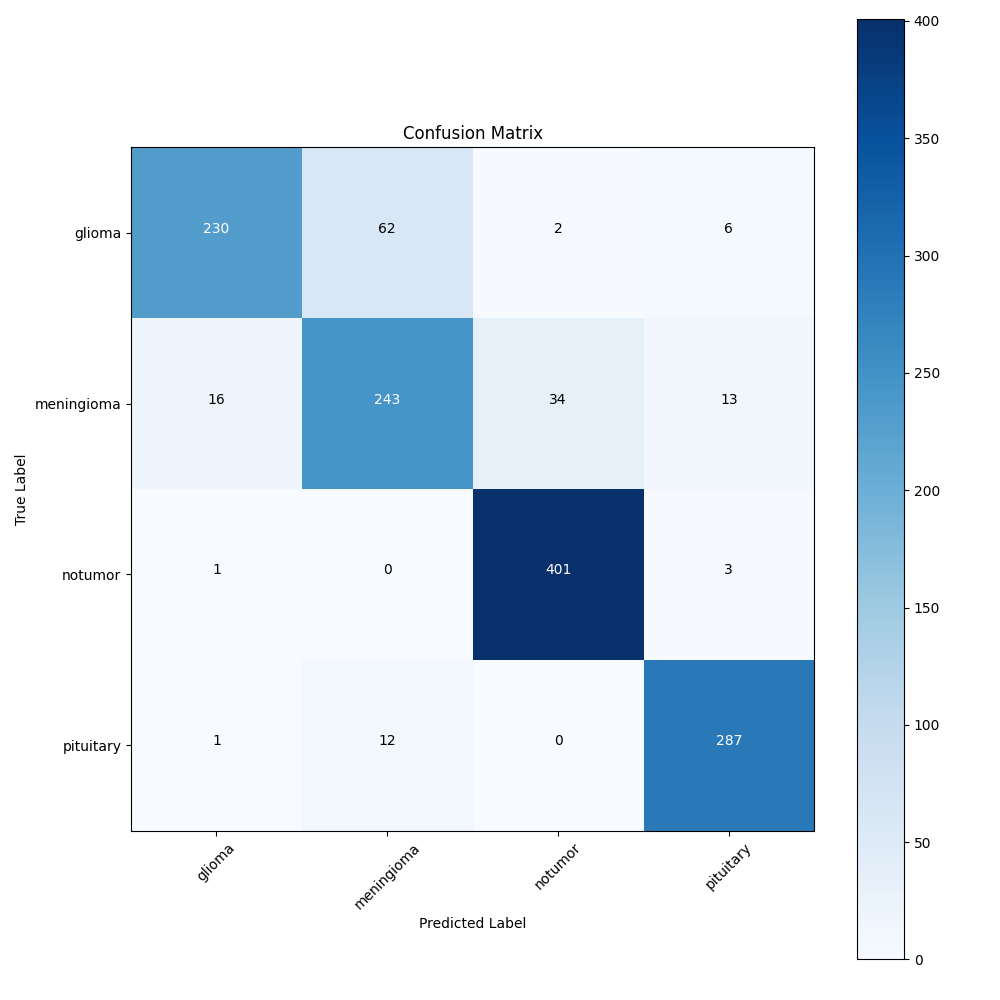 Confusion Matrix
glioma 230 62 2 6
meningioma 16 243 34 13
notumor 1 0 401 3
pituitary 1 12 0 287
glioma meningioma notumor pituitary
Predicted Label
True Label
400
350
300
250
200
150
100
50
0